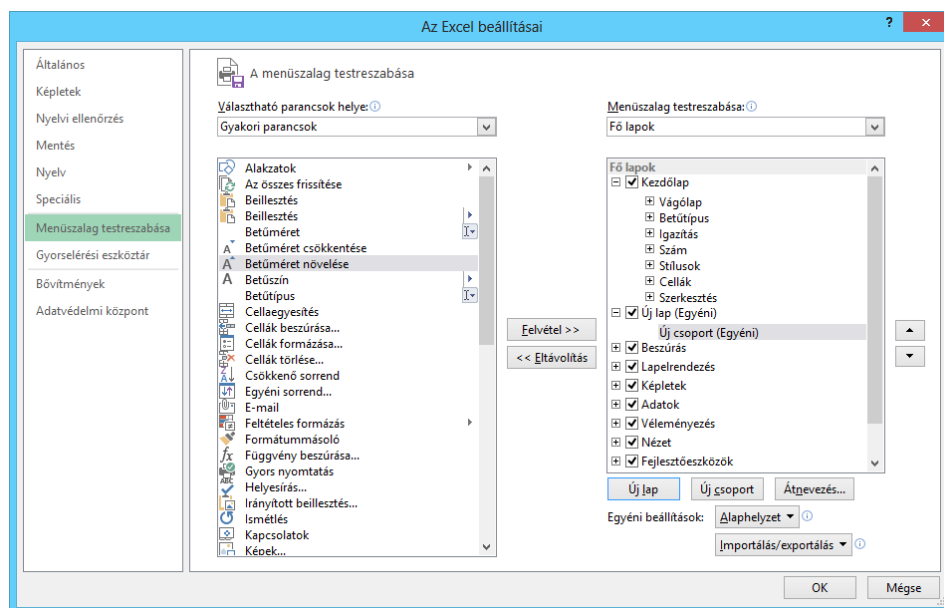 Az Excel beállításai
?
Általános
Képletek
Nyelvi ellenőrzés
Mentés
Nyelv
Speciális
Menüszalag testreszabása
Gyorselérési eszköztár
Bővítmények
Adatvédelmi központ
A menüszalag testreszabása
Választható parancsok helye:
Gyakori parancsok
Alakzatok
Az összes frissítése
Beillesztés
Beillesztés
Betűméret
Betűméret csökkentése
Betűméret növelése
Betűszín
Betűtípus
Cellaegyesítés
Cellák beszúrása...
Cellák formázása...
Cellák törlése...
Csökkenő sorrend
Egyéni sorrend...
E-mail
Feltételes formázás
Formátummásoló
Függvény beszúrása...
Gyors nyomtatás
Helyesírás...
Irányított beillesztés...
Ismétlés
Kapcsolatok
Képek...
Felvétel >>
<< Eltávolítás
Menüszalag testreszabása:
Fő lapok
Fő lapok
Kezdőlap
Vágólap
Betűtípus
Igazítás
Szám
Stílusok
Cellák
Szerkesztés
Új lap (Egyéni)
Új csoport (Egyéni)
Beszúrás
Lapelrendezés
Képletek
Adatok
Véleményezés
Nézet
Fejlesztőeszközök
Új lap Új csoport Átnevezés...
Egyéni beállítások: Alaphelyzet
Importálás/exportálás
OK Mégse